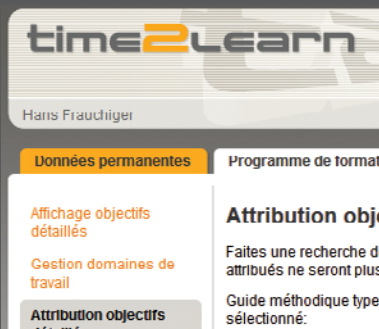 time2Learn
Hans Frauchiger
Données permanentes
Programme de format
Affichage objectifs
détaillés
Gestion domaines de
travail
Attribution objectifs
Attribution obj
Faites une recherche d
attribués ne seront plus
Guide méthodique type
sélectionné: